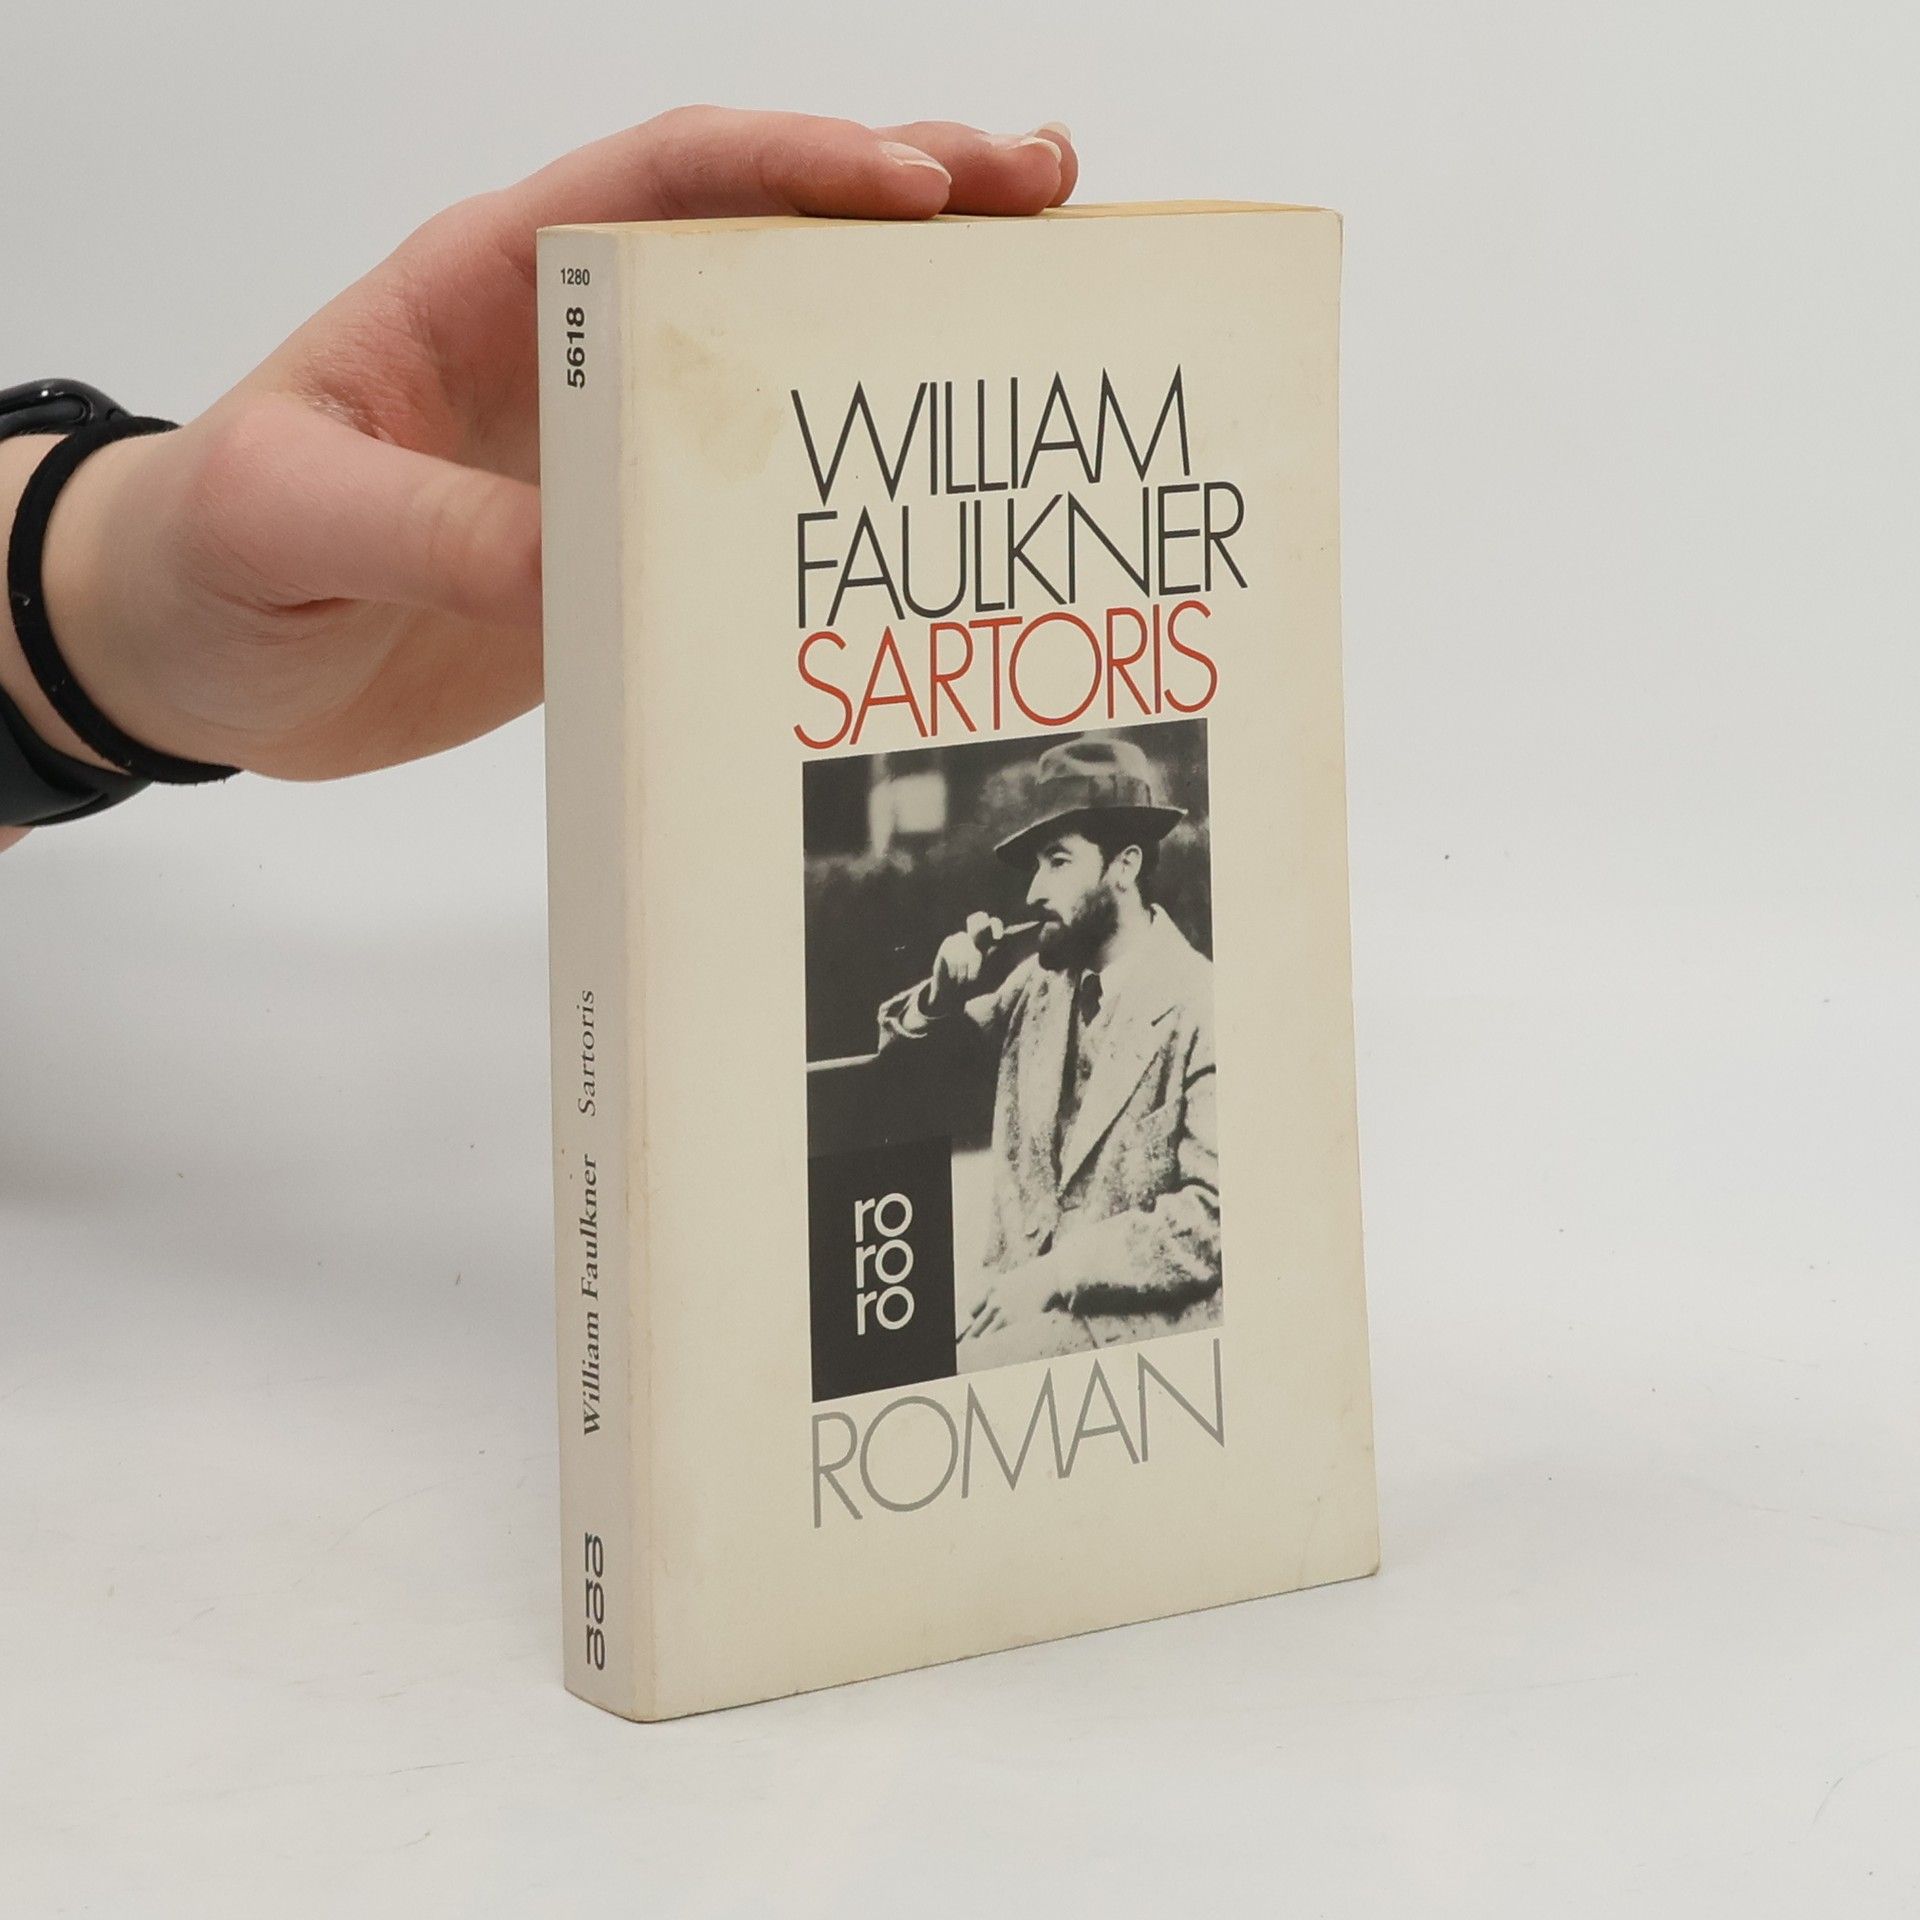 1280
5618
William Faulkner Sartoris
ro
ro
ro
WILLIAM
FAULKNER
SARTORIS
ro
ro
ro
ROMAN